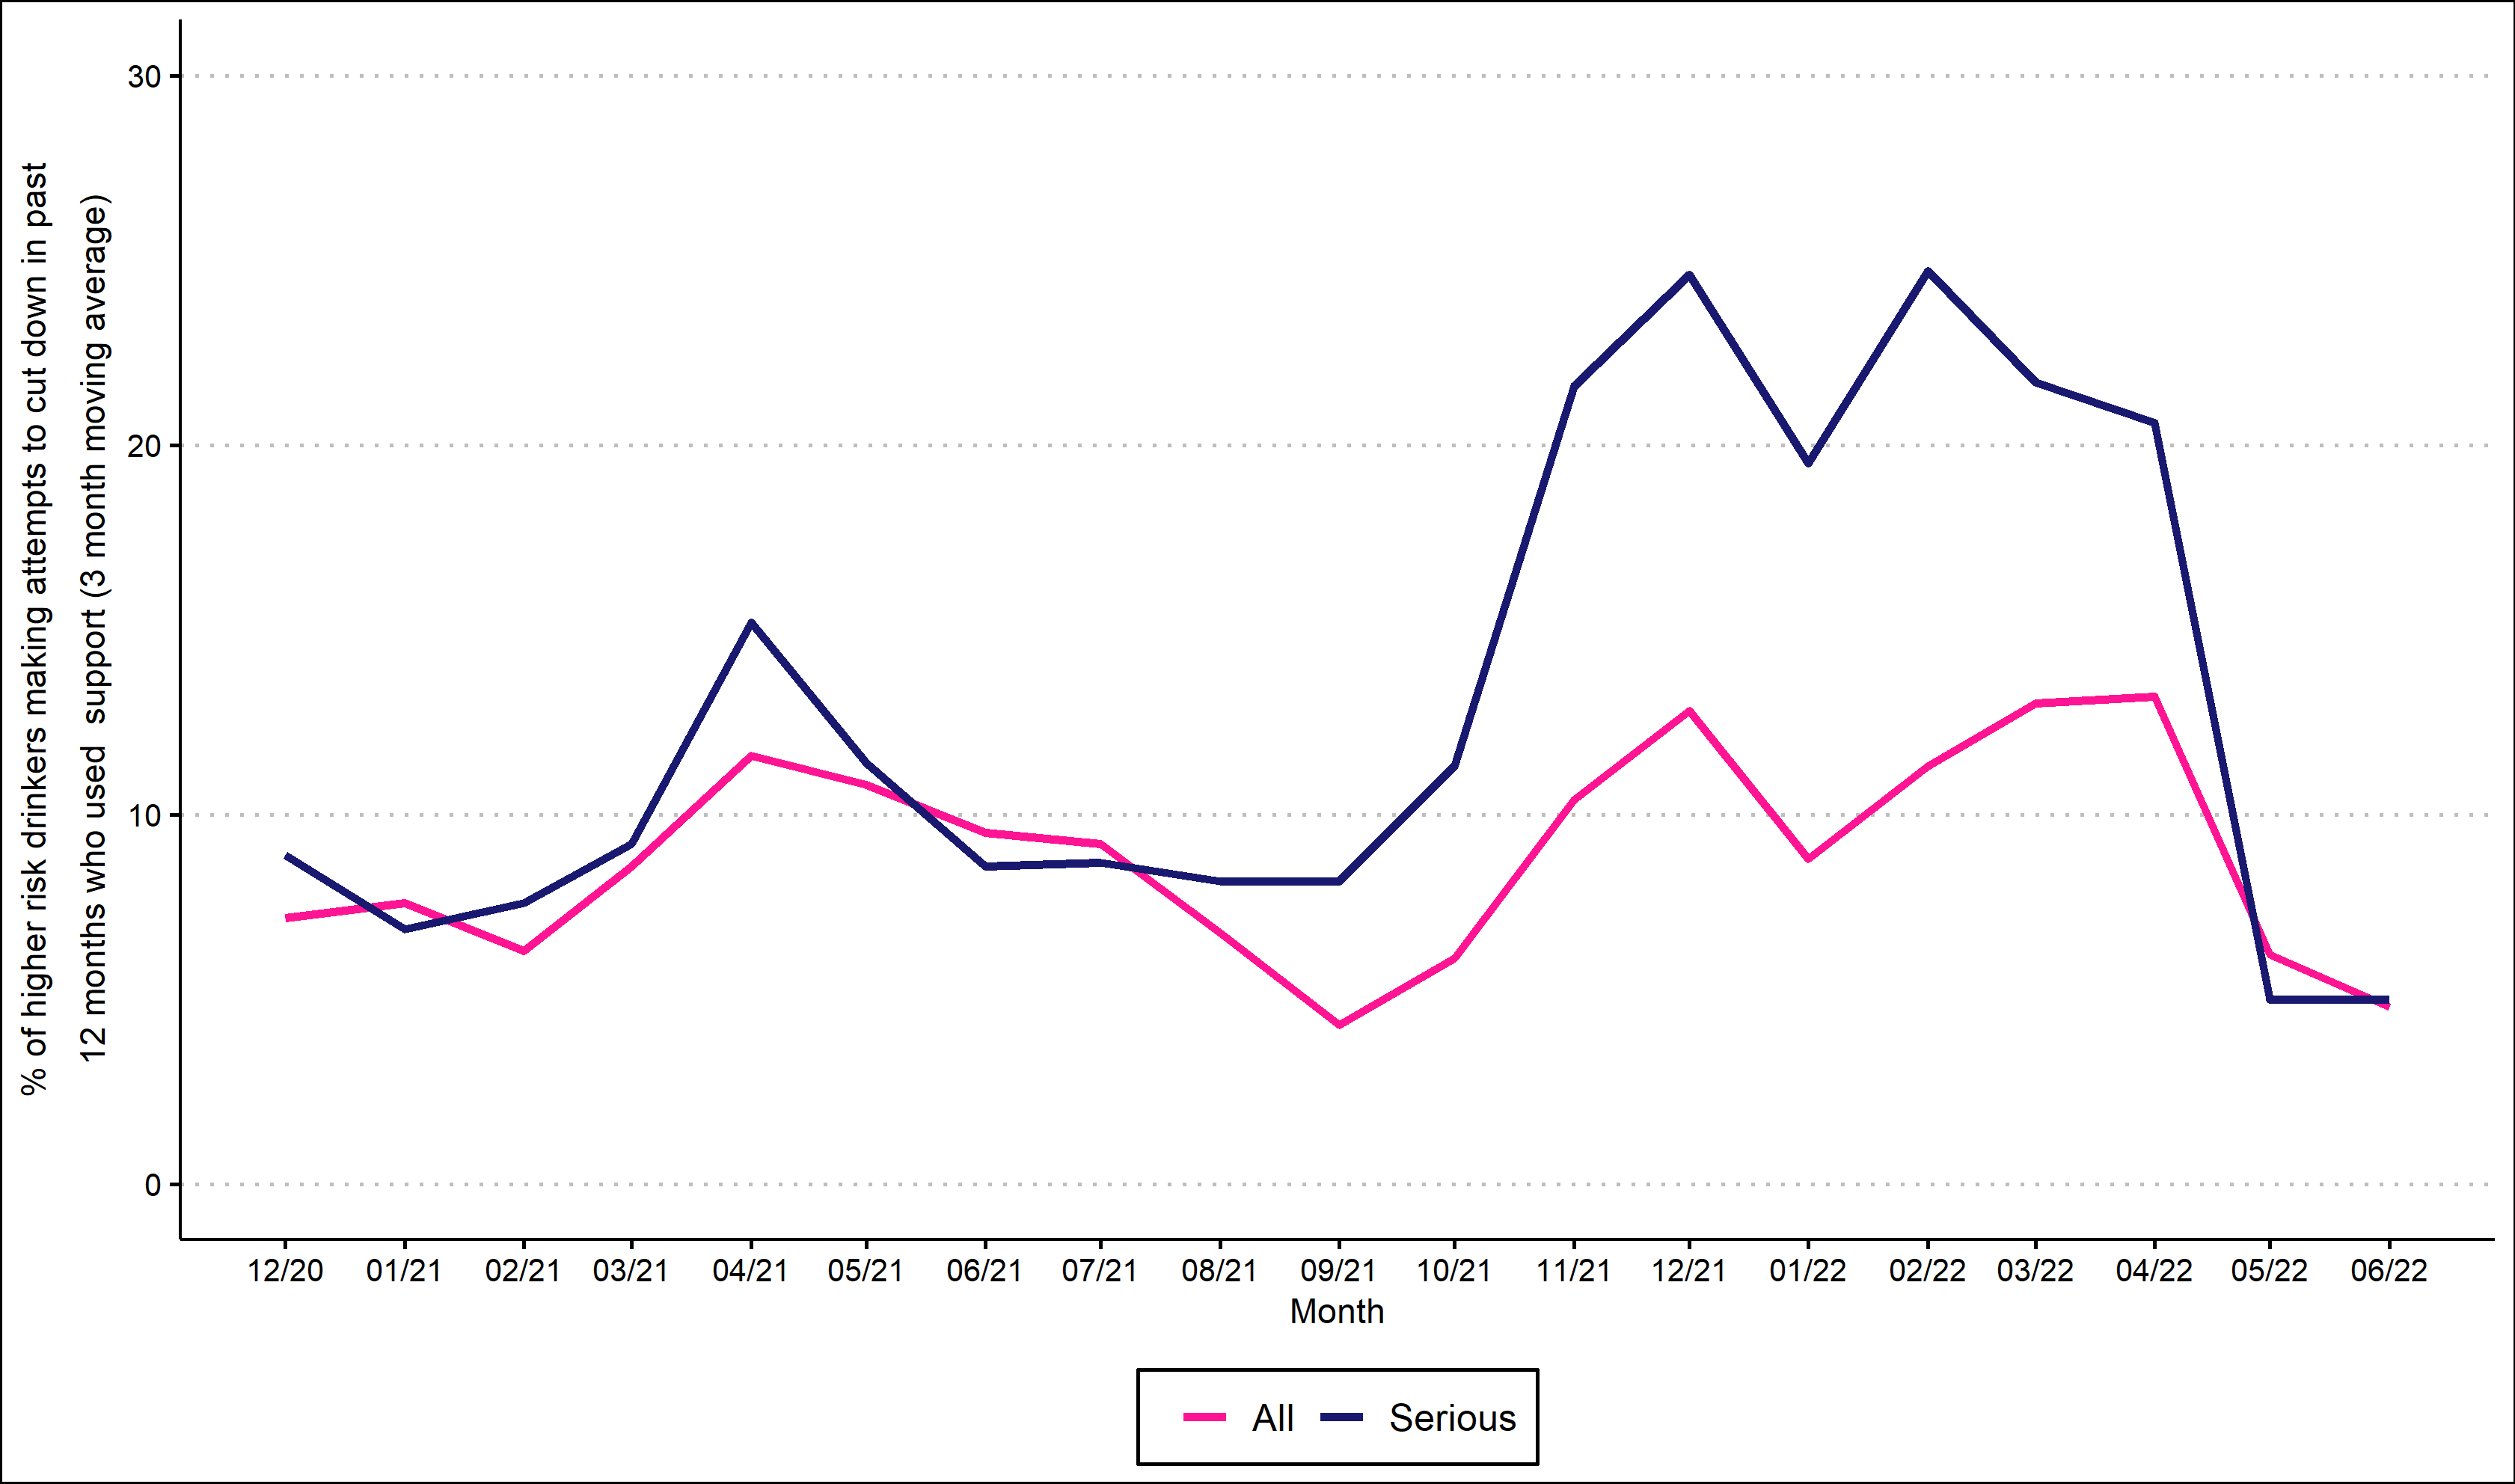 % of higher risk drinkers making attempts to cut down in past
12 months who used  support (3 month moving average)
30
20
10
0
12/20 01/21 02/21 03/21 04/21 05/21 06/21 07/21 08/21 09/21 10/21 11/21 12/21 01/22 02/22 03/22 04/22 05/22 06/22
Month
All Serious